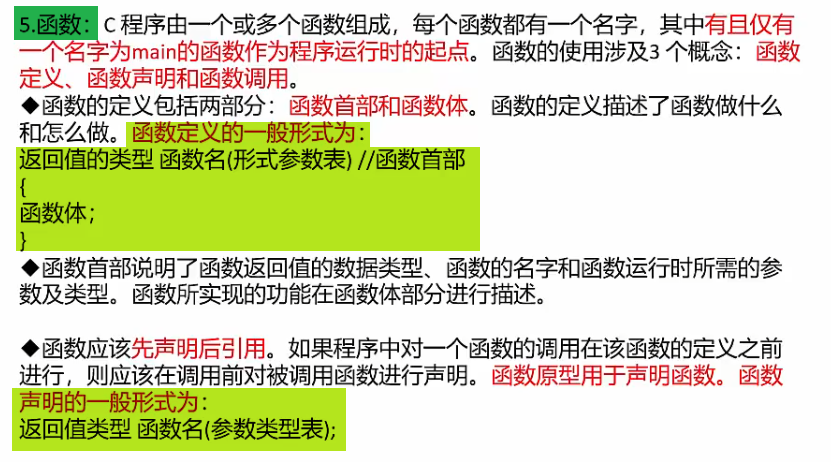 5.函数：C 程序由一个或多个函数组成，每个函数都有一个名字，其中有且仅有
一个名字为main的函数作为程序运行时的起点。函数的使用涉及3 个概念：函数
定义、函数声明和函数调用。
◆函数的定义包括两部分：函数首部和函数体。函数的定义描述了函数做什么
和怎么做。函数定义的一般形式为：
返回值的类型 函数名(形式参数表) //函数首部
{
函数体；
}
◆函数首部说明了函数返回值的数据类型、函数的名字和函数运行时所需的参
数及类型。函数所实现的功能在函数体部分进行描述。
◆函数应该先声明后引用。如果程序中对一个函数的调用在该函数的定义之前
进行，则应该在调用前对被调用函数进行声明。函数原型用于声明函数。函数
声明的一般形式为：
返回值类型 函数名(参数类型表);